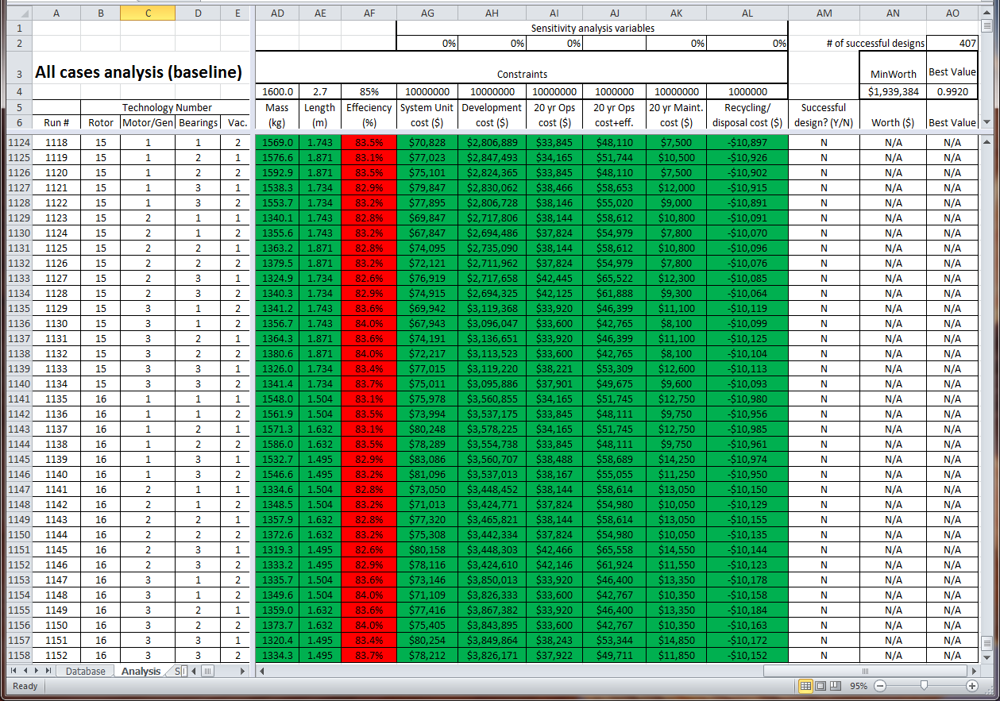 A B C D E AD AE AF AG AH AI AJ AK AL AM AN AO
1 Sensitivity analysis variables
2 0% 0% 0% 0% 0% # of successful designs 407
3 All cases analysis (baseline) Constraints MinWorth Best Value
4 1600.0 2.7 85% 10000000 10000000 10000000 1000000 10000000 1000000 $1,939,384 0.9920
5 Technology Number Mass Length Effeciency System Unit Development 20 yr Ops 20 yr Ops 20 yr Maint. Recycling/ Successful
6 Run # Rotor Motor/Gen Bearings Vac. (kg) (m) (%) cost ($) cost ($) cost ($) cost+eff. cost ($) disposal cost ($) design? (Y/N) Worth ($) Best Value
1124 1118 15 1 1 2 1569.0 1.743 83.5% $70,828 $2,806,889 $33,845 $48,110 $7,500 -$10,897 N N/A N/A
1125 1119 15 1 2 1 1576.6 1.871 83.1% $77,023 $2,847,493 $34,165 $51,744 $10,500 -$10,926 N N/A N/A
1126 1120 15 1 2 2 1592.9 1.871 83.5% $75,101 $2,824,365 $33,845 $48,110 $7,500 -$10,902 N N/A N/A
1127 1121 15 1 3 1 1538.3 1.734 82.9% $79,847 $2,830,062 $38,466 $58,653 $12,000 -$10,915 N N/A N/A
1128 1122 15 1 3 2 1553.7 1.734 83.2% $77,895 $2,806,728 $38,146 $55,020 $9,000 -$10,891 N N/A N/A
1129 1123 15 2 1 1 1340.1 1.743 82.8% $69,847 $2,717,806 $38,144 $58,612 $10,800 -$10,091 N N/A N/A
1130 1124 15 2 1 2 1355.6 1.743 83.2% $67,847 $2,694,486 $37,824 $54,979 $7,800 -$10,070 N N/A N/A
1131 1125 15 2 2 1 1363.2 1.871 82.8% $74,095 $2,735,090 $38,144 $58,612 $10,800 -$10,096 N N/A N/A
1132 1126 15 2 2 2 1379.5 1.871 83.2% $72,121 $2,711,962 $37,824 $54,979 $7,800 -$10,076 N N/A N/A
1133 1127 15 2 3 1 1324.9 1.734 82.6% $76,919 $2,717,658 $42,445 $65,522 $12,300 -$10,085 N N/A N/A
1134 1128 15 2 3 2 1340.3 1.734 82.9% $74,915 $2,694,325 $42,125 $61,888 $9,300 -$10,064 N N/A N/A
1135 1129 15 3 1 2 1341.2 1.743 83.6% $69,942 $3,119,368 $33,920 $46,399 $11,100 -$10,119 N N/A N/A
1136 1130 15 3 1 2 1356.7 1.743 84.0% $67,943 $3,096,047 $33,600 $42,765 $8,100 -$10,099 N N/A N/A
1137 1131 15 3 2 1 1364.3 1.871 83.6% $74,191 $3,136,651 $33,920 $46,399 $11,100 -$10,125 N N/A N/A
1138 1132 15 3 2 2 1380.6 1.871 84.0% $72,217 $3,113,523 $33,600 $42,765 $8,100 -$10,104 N N/A N/A
1139 1133 15 3 3 1 1326.0 1.734 83.4% $77,015 $3,119,220 $38,221 $53,309 $12,600 -$10,113 N N/A N/A
1140 1134 15 3 3 2 1341.4 1.734 83.7% $75,011 $3,095,886 $37,901 $49,675 $9,600 -$10,093 N N/A N/A
1141 1135 16 1 1 1 1548.0 1.504 83.1% $75,978 $3,560,855 $34,165 $51,745 $12,750 -$10,980 N N/A N/A
1142 1136 16 1 1 2 1561.9 1.504 83.5% $73,994 $3,537,175 $33,845 $48,111 $9,750 -$10,956 N N/A N/A
1143 1137 16 1 2 1 1571.3 1.632 83.1% $80,248 $3,578,225 $34,165 $51,745 $12,750 -$10,985 N N/A N/A
1144 1138 16 1 2 2 1586.0 1.632 83.5% $78,289 $3,554,738 $33,845 $48,111 $9,750 -$10,961 N N/A N/A
1145 1139 16 1 3 1 1532.7 1.495 82.9% $83,086 $3,560,707 $38,488 $58,689 $14,250 -$10,974 N N/A N/A
1146 1140 16 1 3 2 1546.6 1.495 83.2% $81,096 $3,537,013 $38,167 $55,055 $11,250 -$10,950 N N/A N/A
1147 1141 16 2 1 1 1334.6 1.504 82.8% $73,050 $3,448,452 $38,144 $58,614 $13,050 -$10,150 N N/A N/A
1148 1142 16 2 1 2 1348.5 1.504 83.2% $71,013 $3,424,771 $37,824 $54,980 $10,050 -$10,129 N N/A N/A
1149 1143 16 2 2 1 1357.9 1.632 82.8% $77,320 $3,465,821 $38,144 $58,614 $13,050 -$10,155 N N/A N/A
1150 1144 16 2 2 2 1372.6 1.632 83.2% $75,308 $3,442,334 $37,824 $54,980 $10,050 -$10,135 N N/A N/A
1151 1145 16 2 3 1 1319.3 1.495 82.6% $80,158 $3,448,303 $42,466 $65,558 $14,550 -$10,144 N N/A N/A
1152 1146 16 2 3 2 1333.2 1.495 82.9% $78,116 $3,424,610 $42,146 $61,924 $11,550 -$10,123 N N/A N/A
1153 1147 16 3 1 2 1335.7 1.504 83.6% $73,146 $3,850,013 $33,920 $46,400 $13,350 -$10,178 N N/A N/A
1154 1148 16 3 1 2 1349.6 1.504 84.0% $71,109 $3,826,333 $33,600 $42,767 $10,350 -$10,158 N N/A N/A
1155 1149 16 3 2 1 1359.0 1.632 83.6% $77,416 $3,867,382 $33,920 $46,400 $13,350 -$10,184 N N/A N/A
1156 1150 16 3 2 2 1373.7 1.632 84.0% $75,405 $3,843,895 $33,600 $42,767 $10,350 -$10,163 N N/A N/A
1157 1151 16 3 3 1 1320.4 1.495 83.4% $80,254 $3,849,864 $38,243 $53,344 $14,850 -$10,172 N N/A N/A
1158 1152 16 3 3 2 1334.3 1.495 83.7% $78,212 $3,826,171 $37,922 $49,711 $11,850 -$10,152 N N/A N/A
Database Analysis S
Ready 95%